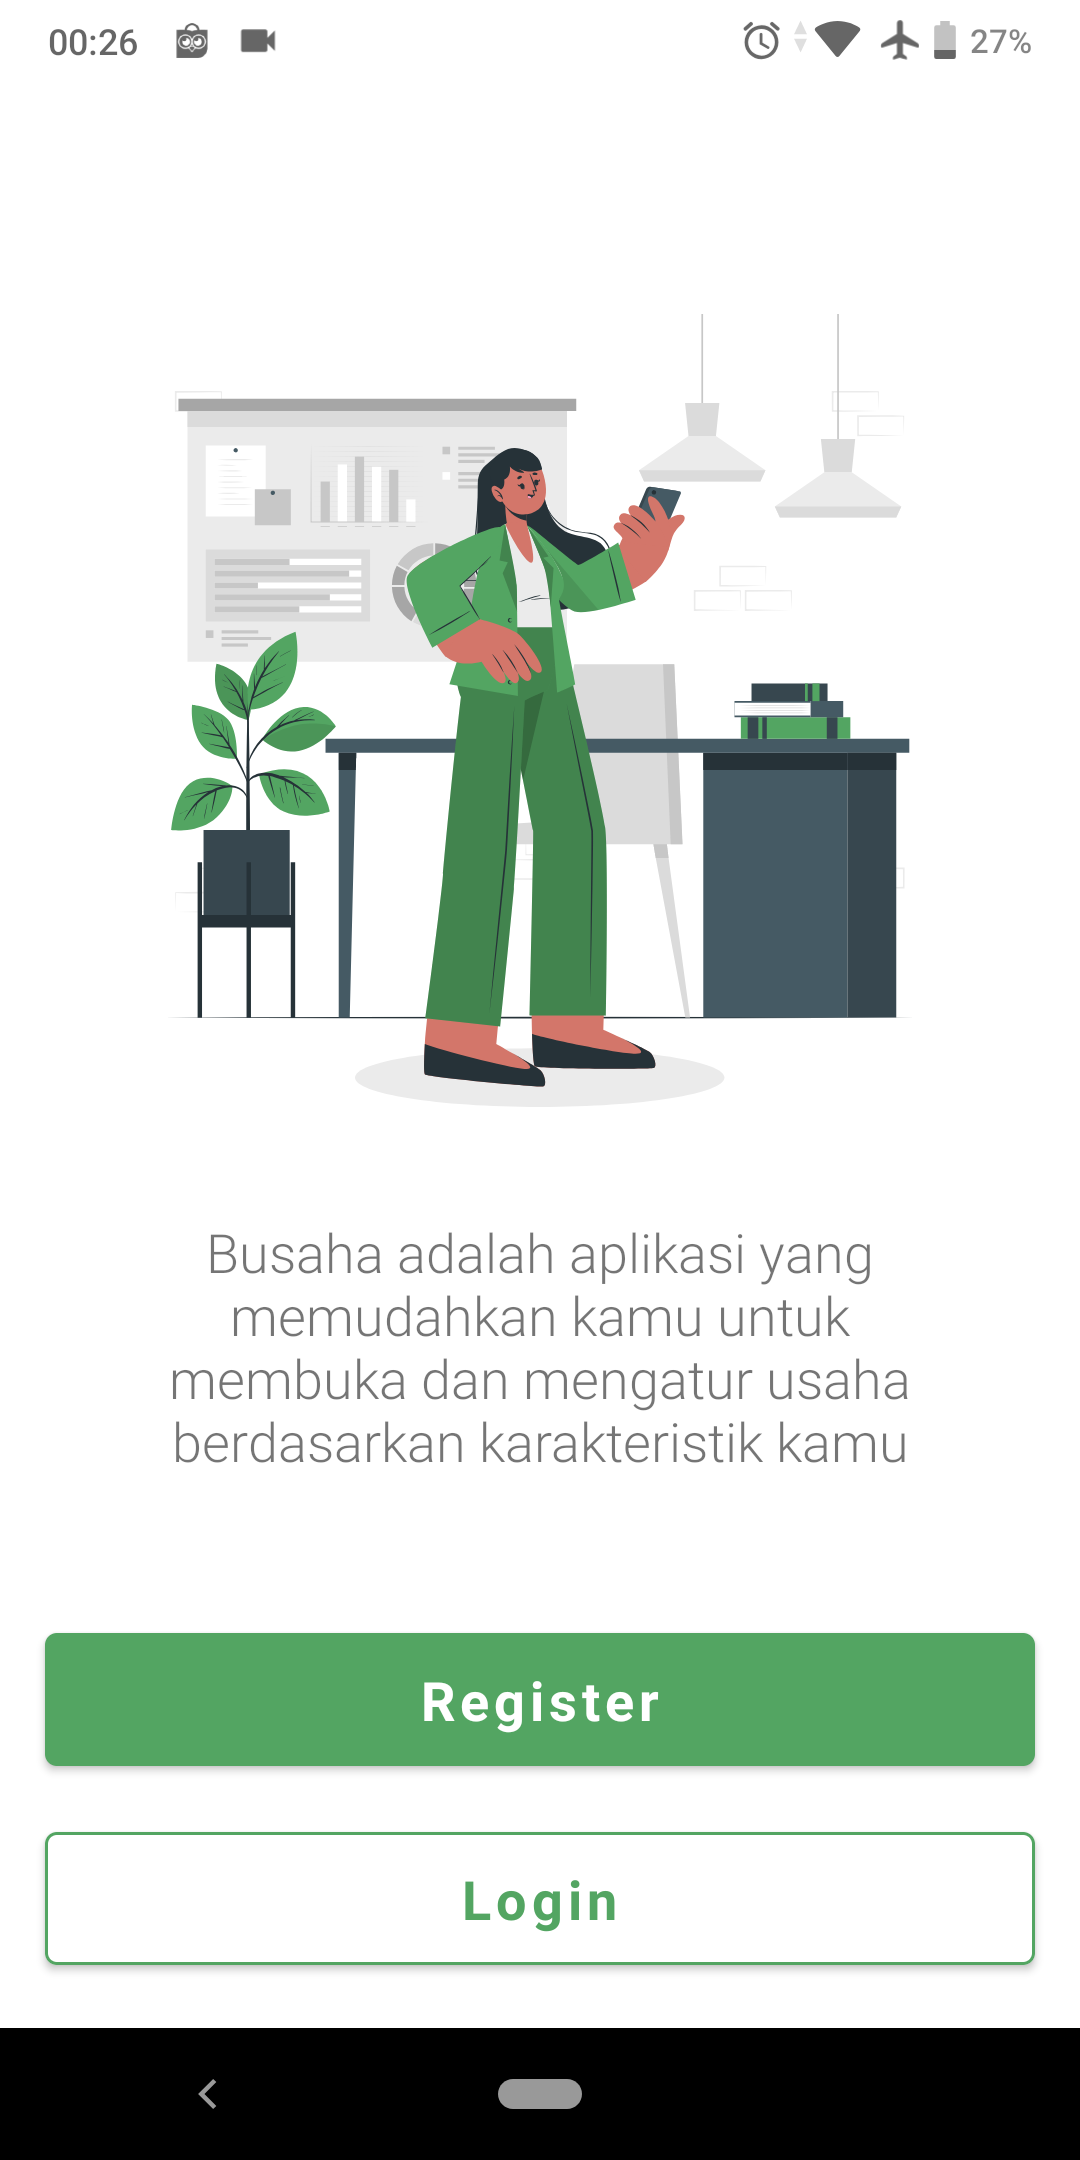 00:26
27%
Busaha adalah aplikasi yang
memudahkan kamu untuk
membuka dan mengatur usaha
berdasarkan karakteristik kamu
Register
Login